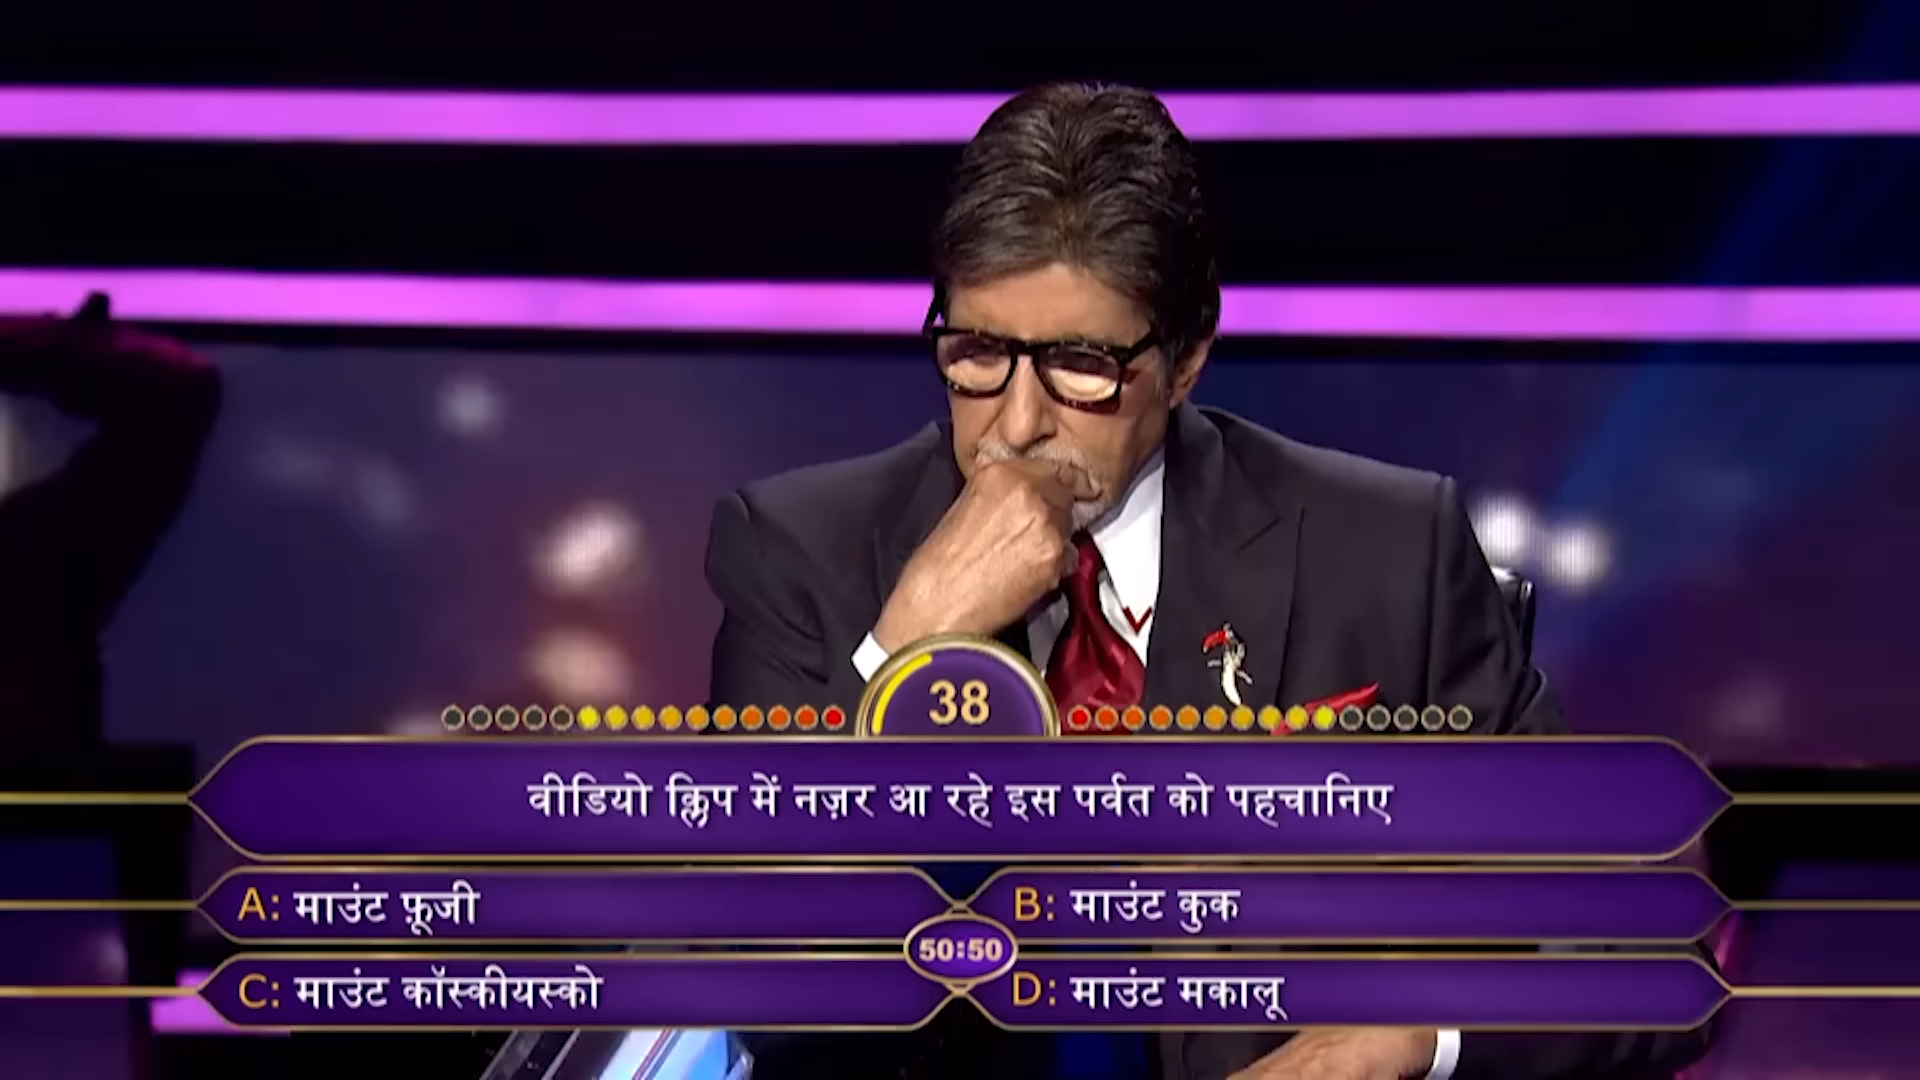 38
वीडियो क्लिप में नज़र आ रहे इस पर्वत को पहचानिए
A: माउंट फ़ूजी
B: माउंट कुक
50:50
C: माउंट कॉस्कीयस्को
D: माउंट मकालू